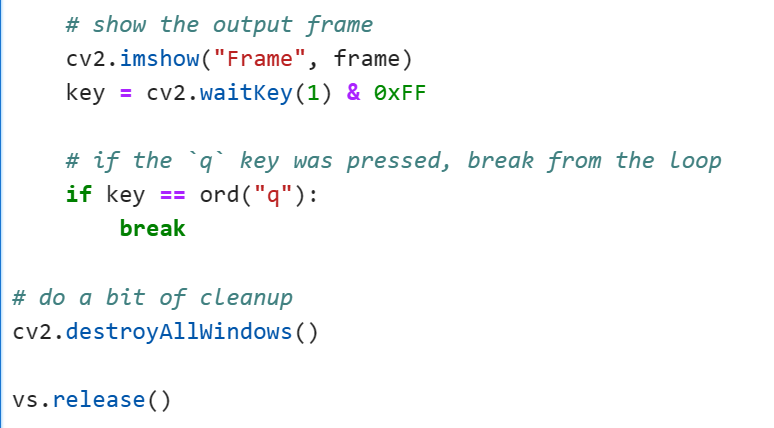 # show the output frame
cv2.imshow("Frame", frame)
key = cv2.waitKey(1) & 0xFF
# if the `q` key was pressed, break from the loop
if key == ord("q"):
break
# do a bit of cleanup
cv2.destroyAllWindows()
vs.release()